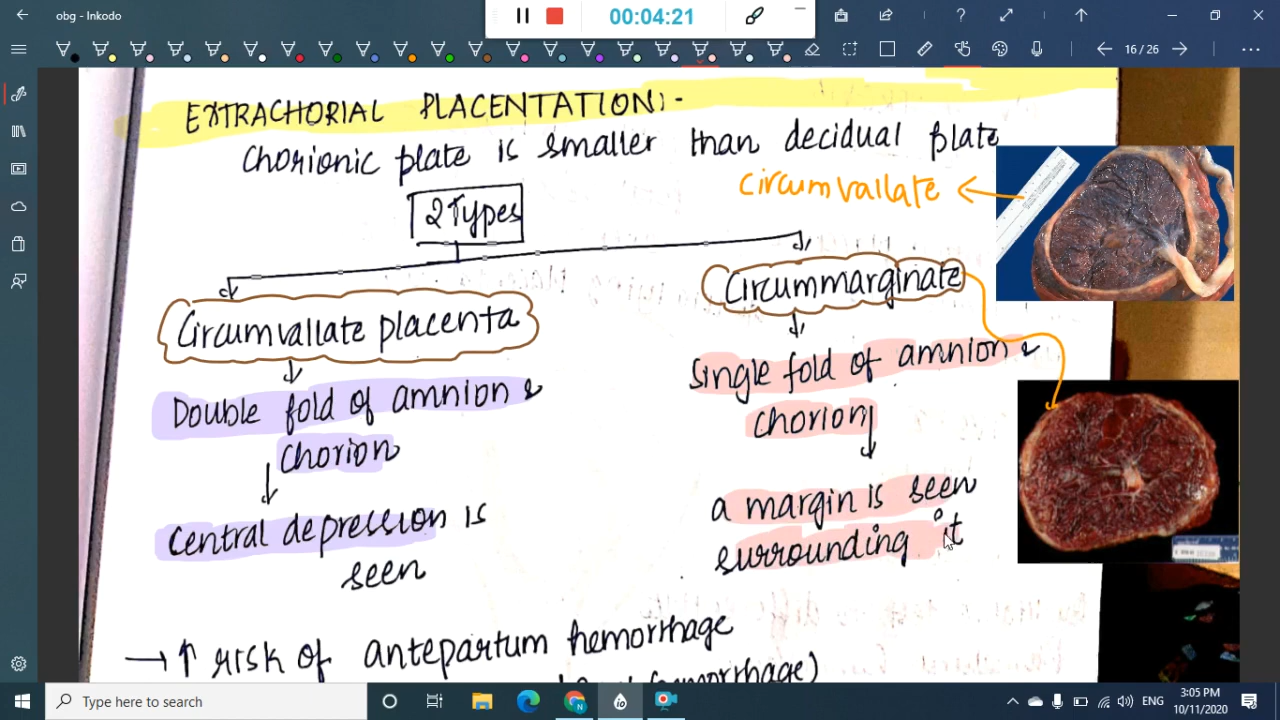 obg - Inkodo
00:04:21
16 / 26
EXTRACHORIAL PLACENTATION:-
Chorionic plate is smaller than decidual plate
Circumvallate
2 Types
Circumvallate placenta
Circummarginate
Double fold of amnion &
Chorion
Single fold of amnion &
chorion
Central depression is
seen
a margin is seen
surrounding it
→ ↑ risk of antepartum hemorrhage
hemorrhage)
Type here to search
ENG
3:05 PM
10/11/2020